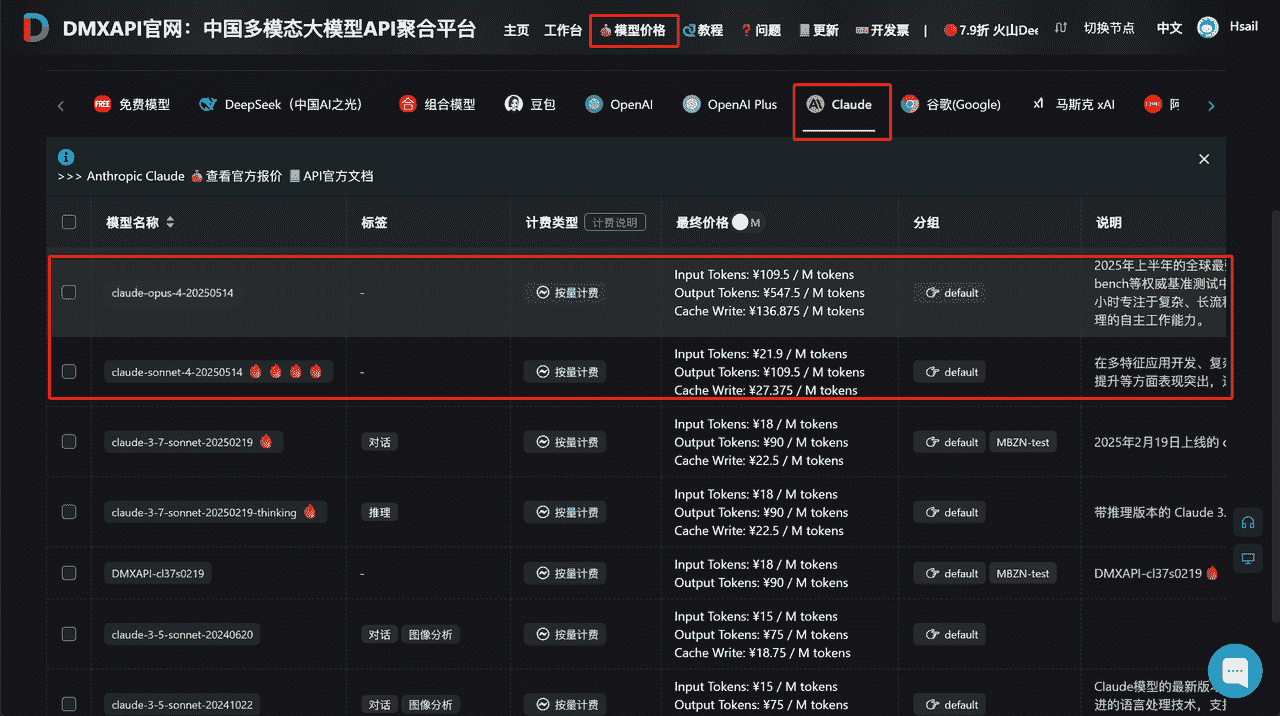 DMXAPI官网：中国多模态大模型API聚合平台 主页 工作台 模型价格 教程 ❓问题 更新 开发票 | 7.9折 火山Dee 切换节点 中文 Hsail
FREE 免费模型 DeepSeek（中国AI之光） 合 组合模型 豆包 OpenAI OpenAI Plus Claude 谷歌(Google) xI 马斯克 xAI
>>> Anthropic Claude 查看官方报价 API官方文档
模型名称 标签 计费类型 计费说明 最终价格 M 分组 说明
claude-opus-4-20250514 - 按量计费 Input Tokens: ¥109.5 / M tokens
Output Tokens: ¥547.5 / M tokens
Cache Write: ¥136.875 / M tokens
default
2025年上半年的全球最
bench等权威基准测试中
小时专注于复杂、长流程
理的自主工作能力。
claude-sonnet-4-20250514 - 按量计费 Input Tokens: ¥21.9 / M tokens
Output Tokens: ¥109.5 / M tokens
Cache Write: ¥27.375 / M tokens
default
在多特征应用开发、复杂
提升等方面表现突出，
claude-3-7-sonnet-20250219 对话 按量计费 Input Tokens: ¥18 / M tokens
Output Tokens: ¥90 / M tokens
Cache Write: ¥22.5 / M tokens
default MBZN-test 2025年2月19日上线的 c
claude-3-7-sonnet-20250219-thinking 推理 按量计费 Input Tokens: ¥18 / M tokens
Output Tokens: ¥90 / M tokens
Cache Write: ¥22.5 / M tokens
default 带推理版本的 Claude 3.
DMXAPI-cl37s0219 - 按量计费 Input Tokens: ¥18 / M tokens
Output Tokens: ¥90 / M tokens
default MBZN-test DMXAPI-cl37s0219
claude-3-5-sonnet-20240620 对话 图像分析 按量计费 Input Tokens: ¥15 / M tokens
Output Tokens: ¥75 / M tokens
Cache Write: ¥18.75 / M tokens
default
claude-3-5-sonnet-20241022 对话 图像分析 按量计费 Input Tokens: ¥15 / M tokens
Output Tokens: ¥75 / M tokens
default
Claude模型的最新版本
进的语言处理技术，支持